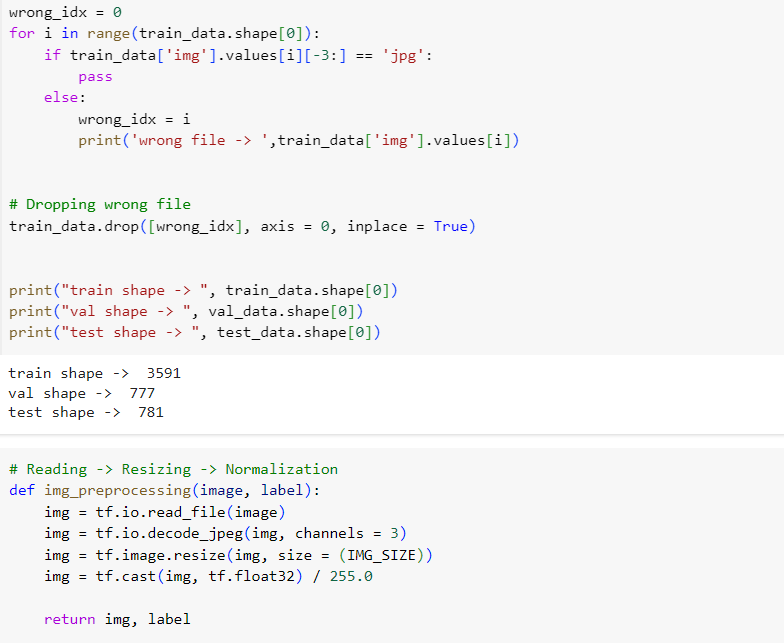 wrong_idx = 0
for i in range(train_data.shape[0]):
    if train_data['img'].values[i][-3:] == 'jpg':
        pass
    else:
        wrong_idx = i
        print('wrong file -> ',train_data['img'].values[i])
# Dropping wrong file
train_data.drop([wrong_idx], axis = 0, inplace = True)
print("train shape -> ", train_data.shape[0])
print("val shape -> ", val_data.shape[0])
print("test shape -> ", test_data.shape[0])
train shape ->  3591
val shape ->  777
test shape ->  781
# Reading -> Resizing -> Normalization
def img_preprocessing(image, label):
    img = tf.io.read_file(image)
    img = tf.io.decode_jpeg(img, channels = 3)
    img = tf.image.resize(img, size = (IMG_SIZE))
    img = tf.cast(img, tf.float32) / 255.0
    return img, label